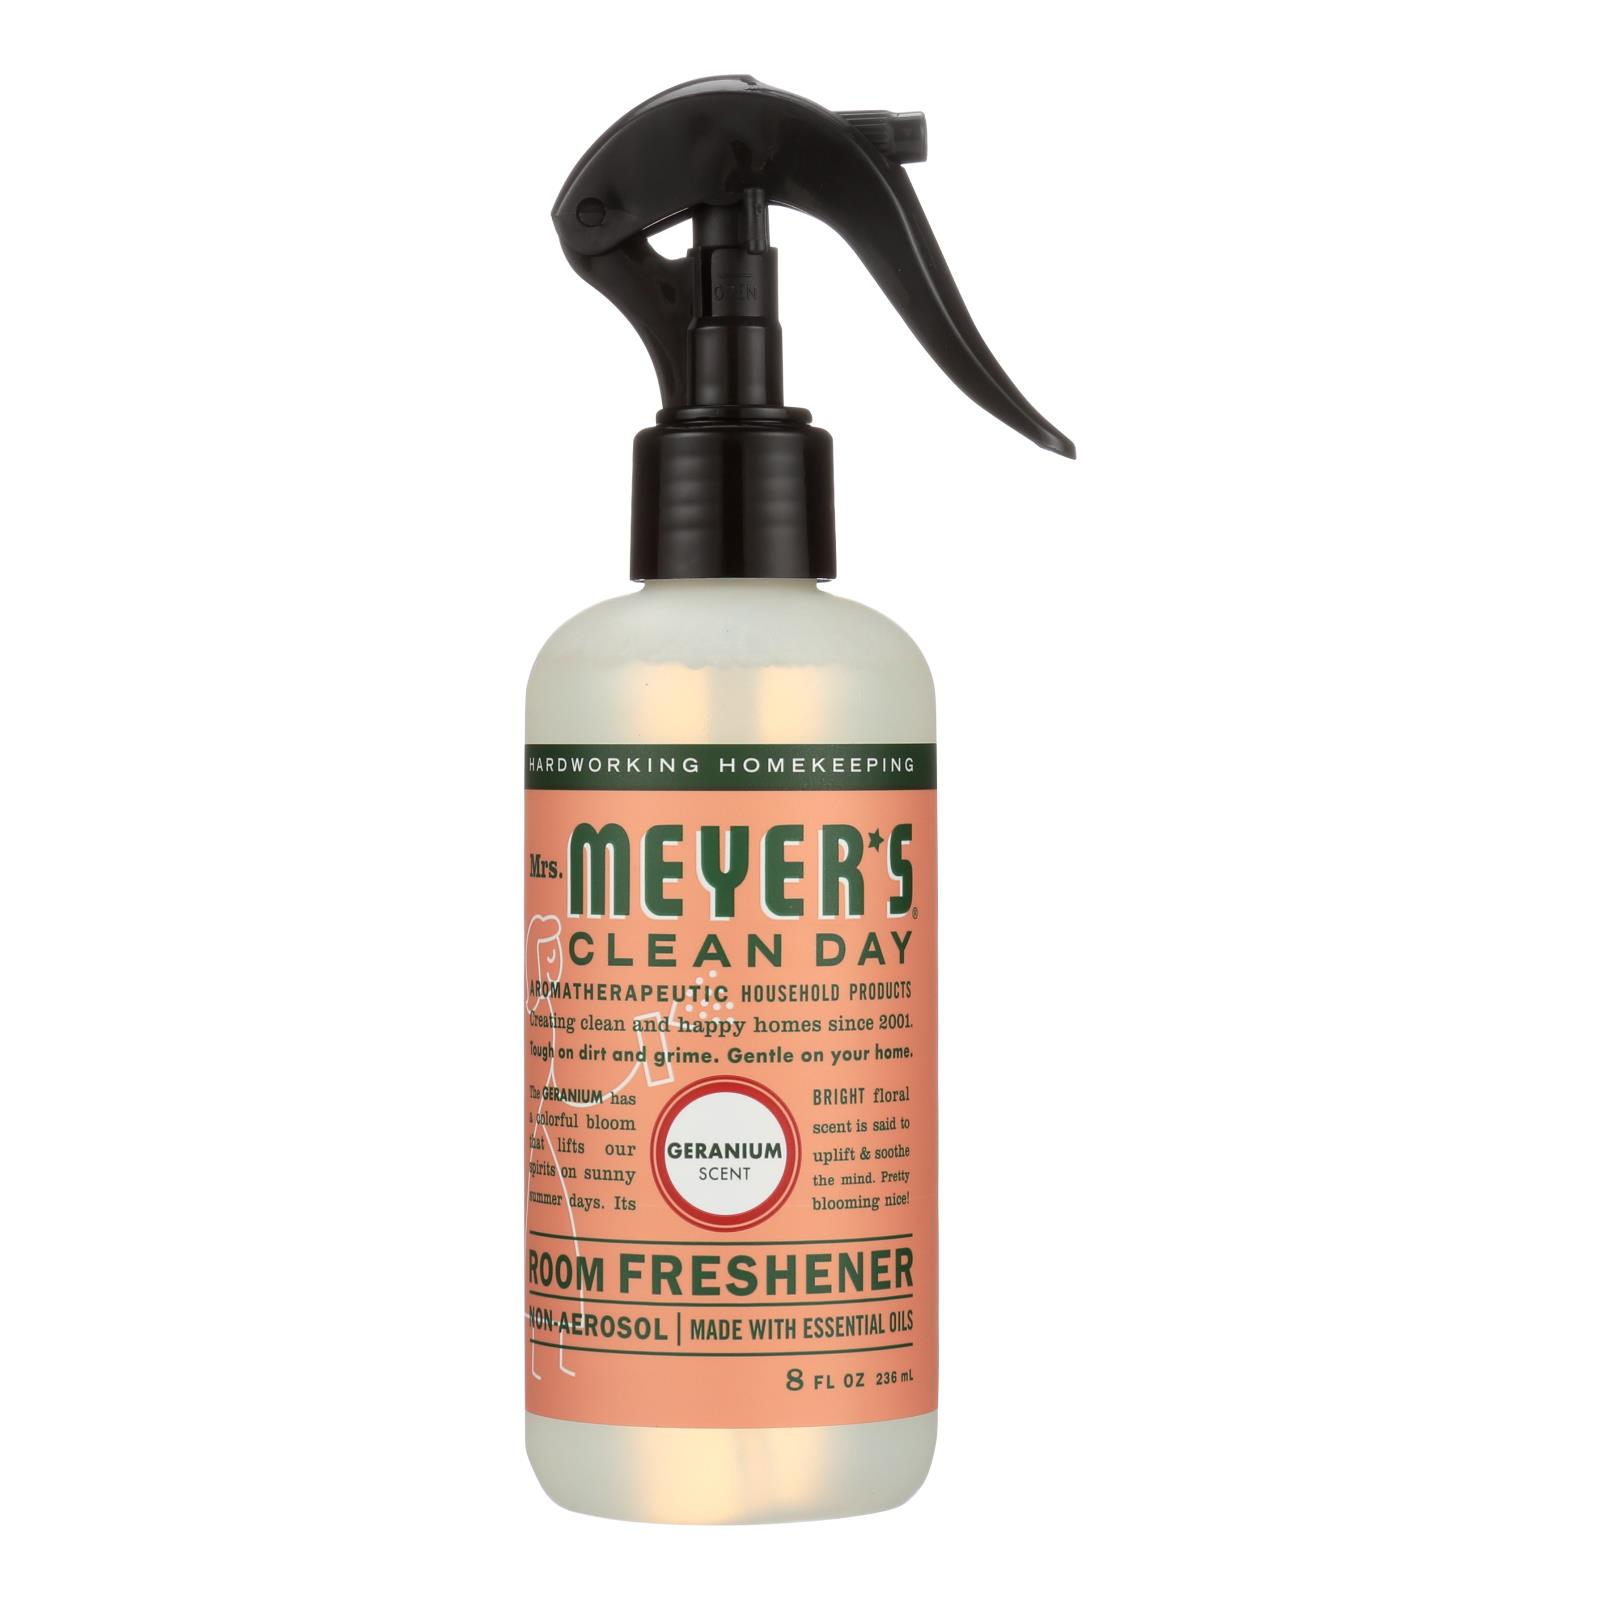 OPEN
HARDWORKING HOMEKEEPING
Mrs. MEYER'S®
CLEAN DAY
AROMATHERAPEUTIC HOUSEHOLD PRODUCTS
Creating clean and happy homes since 2001.
Tough on dirt and grime. Gentle on your home.
The GERANIUM has
a colorful bloom
that lifts our
spirits on sunny
summer days. Its
GERANIUM
SCENT
BRIGHT floral
scent is said to
uplift & soothe
the mind. Pretty
blooming nice!
ROOM FRESHENER
NON-AEROSOL | MADE WITH ESSENTIAL OILS
8 FL OZ 236 mL